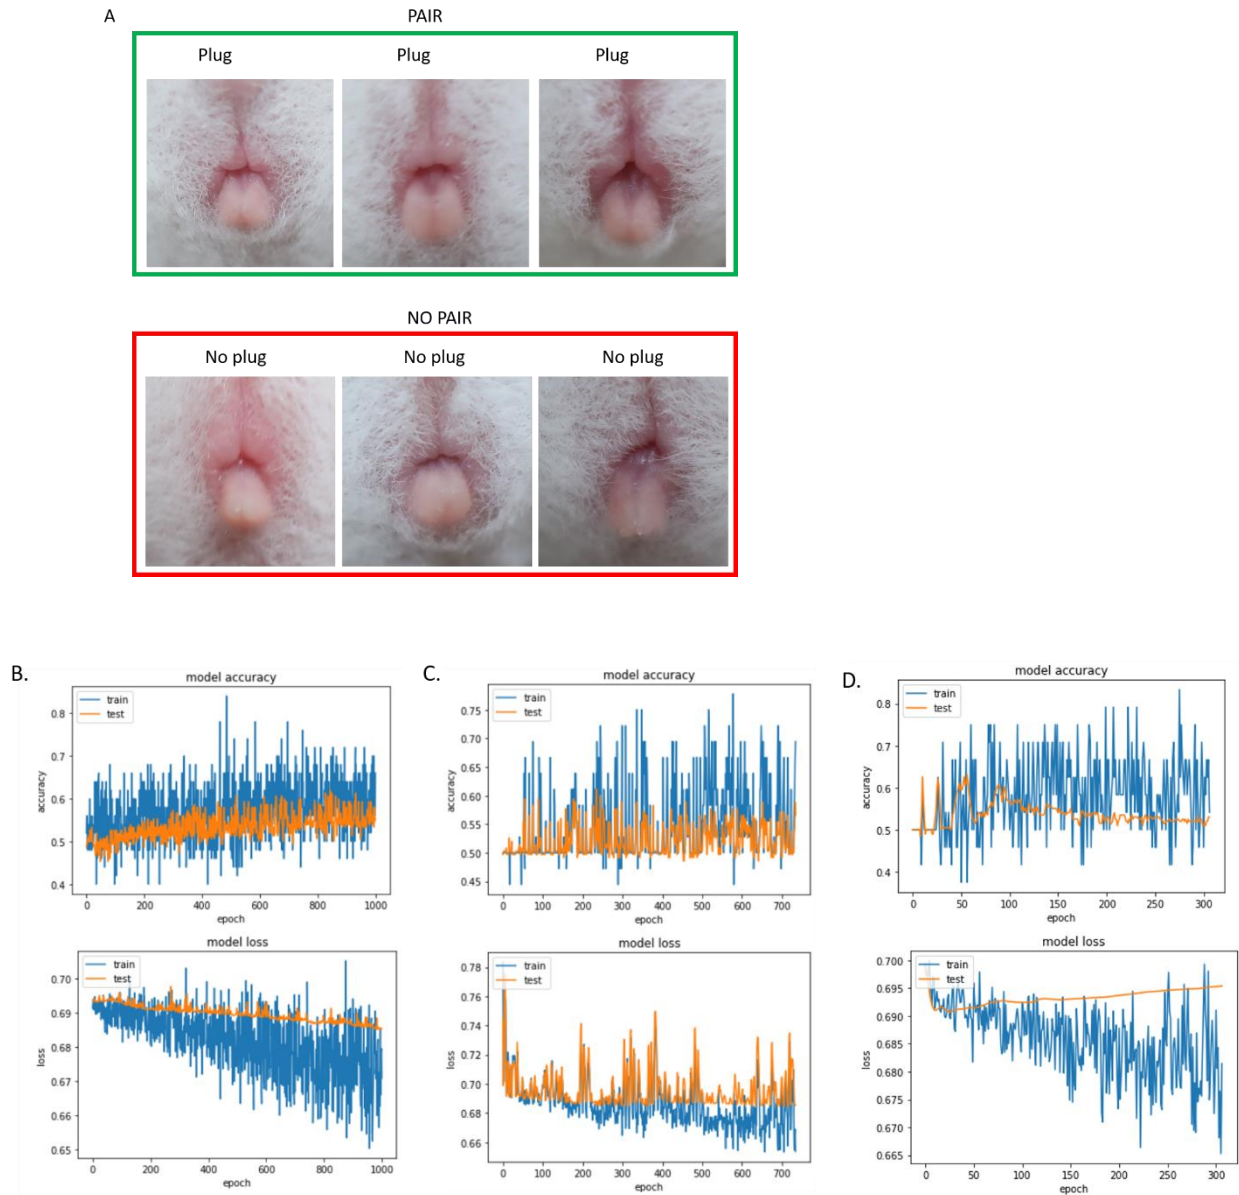 A
PAIR
Plug Plug Plug
NO PAIR
No plug No plug No plug
B.
model accuracy
train
test
accuracy
0.8
0.7
0.6
0.5
0.4
0 200 400 600 800 1000
epoch
model loss
train
test
loss
0.70
0.69
0.68
0.67
0.66
0.65
0 200 400 600 800 1000
epoch
C.
model accuracy
train
test
accuracy
0.75
0.70
0.65
0.60
0.55
0.50
0.45
0 100 200 300 400 500 600 700
epoch
model loss
train
test
loss
0.78
0.76
0.74
0.72
0.70
0.68
0.66
0 100 200 300 400 500 600 700
epoch
D.
model accuracy
train
test
accuracy
0.8
0.7
0.6
0.5
0.4
0 50 100 150 200 250 300
epoch
model loss
train
test
loss
0.700
0.695
0.690
0.685
0.680
0.675
0.670
0.665
0 50 100 150 200 250 300
epoch